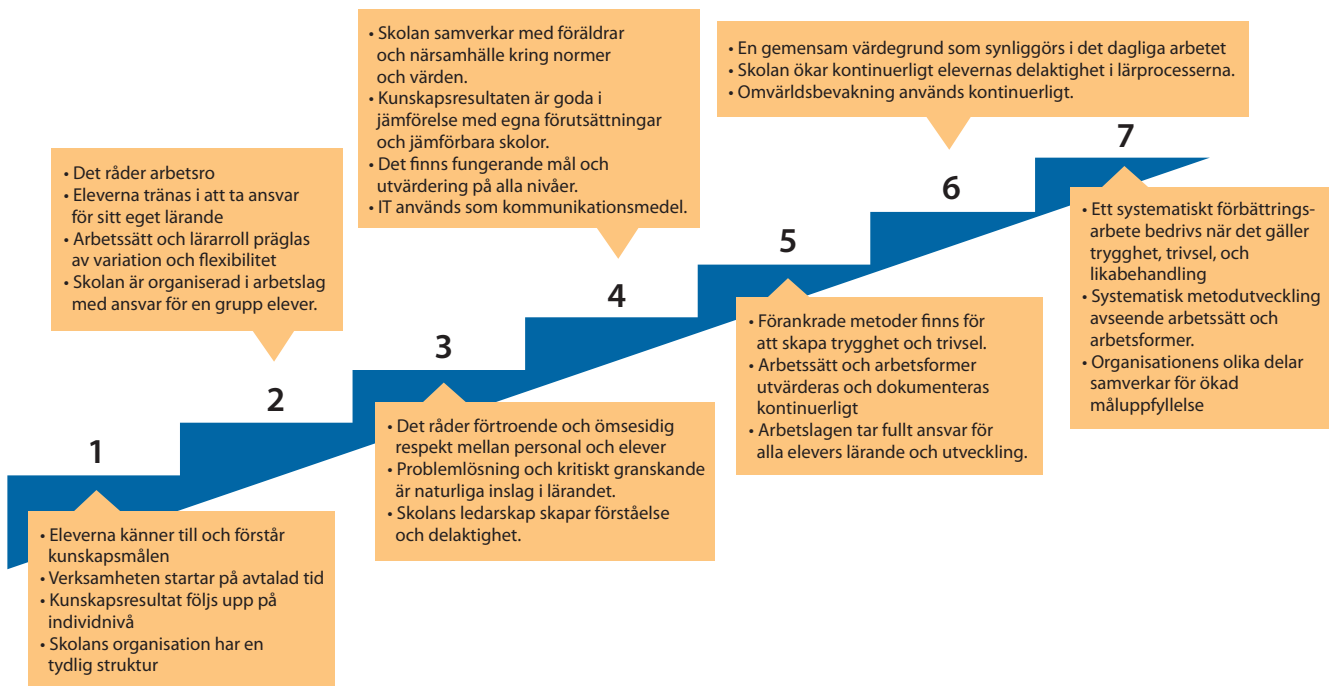 1
• Eleverna känner till och förstår
kunskapsmålen
• Verksamheten startar på avtalad tid
• Kunskapsresultat följs upp på
individnivå
• Skolans organisation har en
tydlig struktur
• Det råder arbetsro
• Eleverna tränas i att ta ansvar
för sitt eget lärande
• Arbetssätt och lärarroll präglas
av variation och flexibilitet
• Skolan är organiserad i arbetslag
med ansvar för en grupp elever.
2
3
• Det råder förtroende och ömsesidig
respekt mellan personal och elever
• Problemlösning och kritiskt granskande
är naturliga inslag i lärandet.
• Skolans ledarskap skapar förståelse
och delaktighet.
• Skolan samverkar med föräldrar
och närsamhälle kring normer
och värden.
• Kunskapsresultaten är goda i
jämförelse med egna förutsättningar
och jämförbara skolor.
• Det finns fungerande mål och
utvärdering på alla nivåer.
• IT används som kommunikationsmedel.
4
5
• Förankrade metoder finns för
att skapa trygghet och trivsel.
• Arbetssätt och arbetsformer
utvärderas och dokumenteras
kontinuerligt
• Arbetslagen tar fullt ansvar för
alla elevers lärande och utveckling.
• En gemensam värdegrund som synliggörs i det dagliga arbetet
• Skolan ökar kontinuerligt elevernas delaktighet i lärprocesserna.
• Omvärldsbevakning används kontinuerligt.
6
7
• Ett systematiskt förbättrings-
arbete bedrivs när det gäller
trygghet, trivsel, och
likabehandling
• Systematisk metodutveckling
avseende arbetssätt och
arbetsformer.
• Organisationens olika delar
samverkar för ökad
måluppfyllelse